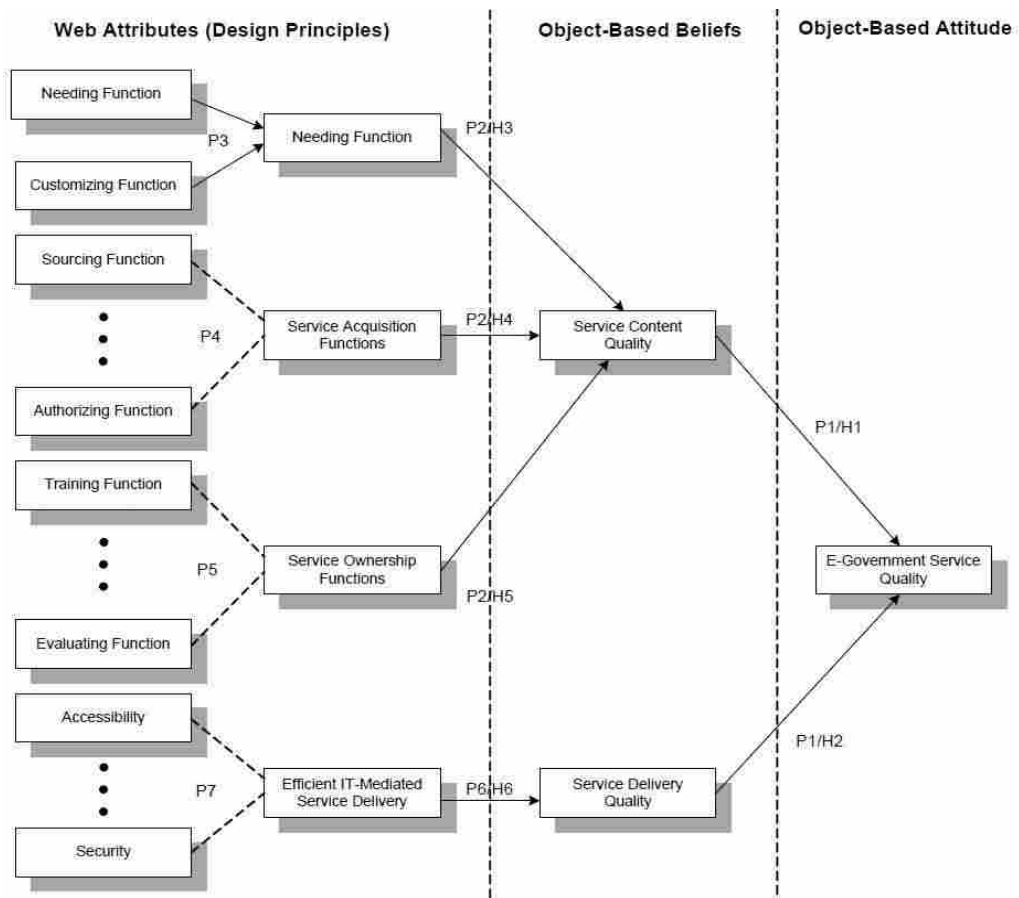 Web Attributes (Design Principles)
Object-Based Beliefs
Object-Based Attitude
Needing Function
P3
Customizing Function
Needing Function
P2/H3
Sourcing Function
P4
Authorizing Function
Service Acquisition
Functions
P2/H4
Service Content
Quality
P1/H1
Training Function
P5
Evaluating Function
Service Ownership
Functions
P2/H5
E-Government Service
Quality
Accessibility
P7
Security
Efficient IT-Mediated
Service Delivery
P6/H6
Service Delivery
Quality
P1/H2